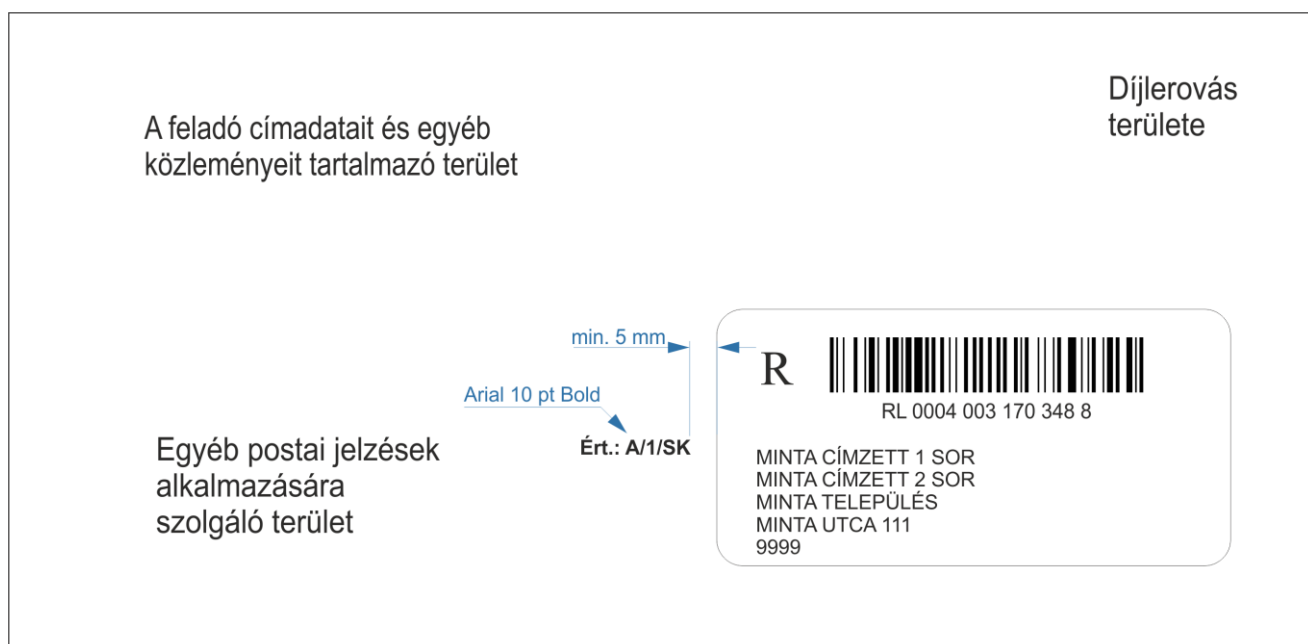 A feladó címadatait és egyéb
közleményeit tartalmazó terület
Díjlerovás
területe
min. 5 mm
Arial 10 pt Bold
Ért.: A/1/SK
Egyéb postai jelzések
alkalmazására
szolgáló terület
R
RL 0004 003 170 348 8
MINTA CÍMZETT 1 SOR
MINTA CÍMZETT 2 SOR
MINTA TELEPÜLÉS
MINTA UTCA 111
9999